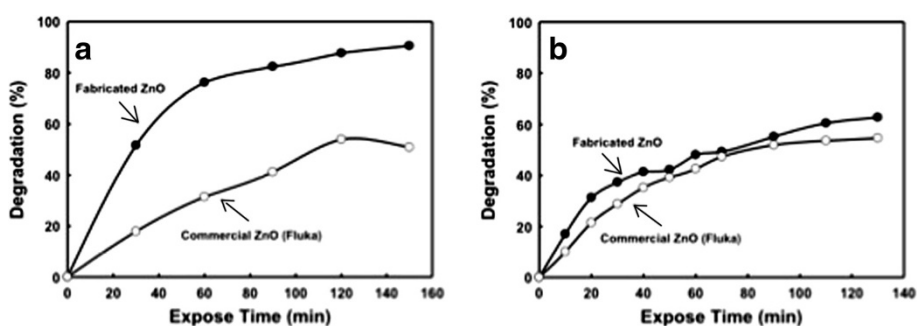 a
Degradation (%)
100
80
60
40
20
0
Fabricated ZnO
Commercial ZnO (Fluka)
0 20 40 60 80 100 120 140 160
Expose Time (min)
b
Degradation (%)
100
80
60
40
20
0
Fabricated ZnO
Commercial ZnO (Fluka)
0 20 40 60 80 100 120 140
Expose Time (min)